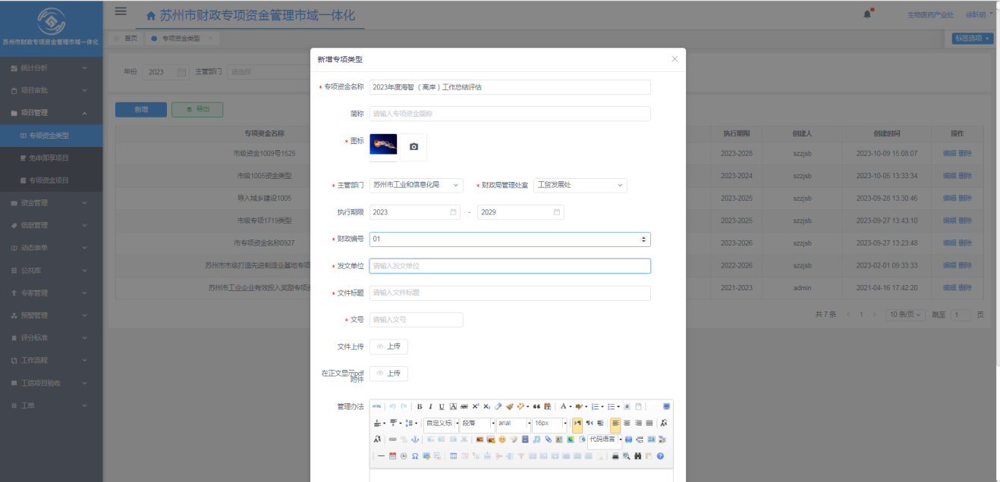 苏州市财政专项资金管理市域一体化
苏州市财政专项资金管理市域一体化
生物医药产业处
徐昕明
首页
专项资金类型
标签选项
统计分析
项目审批
项目管理
专项资金类型
免申即享项目
专项资金项目
资金管理
信息管理
动态表单
公共库
专家管理
预警管理
评分标准
工作流程
工信项目验收
工单
年份 2023 主管部门 请选择
新增 导出
专项资金名称 执行期限 创建人 创建时间 操作
市级资金1009号1525 2023-2028 szzjsb 2023-10-09 15:08:07 编辑 删除
市级1005资金类型 2023-2024 szzjsb 2023-10-05 13:33:34 编辑 删除
导入城乡建设1005 2023-2025 szzjsb 2023-09-28 13:30:46 编辑 删除
市级专项1719类型 2023-2025 szzjsb 2023-09-27 13:43:10 编辑 删除
市专项资金名称0927 2023-2026 szzjsb 2023-09-27 13:23:48 编辑 删除
苏州市市级打造先进制造业基地专项 2022-2026 szzjsb 2023-02-01 09:33:33 编辑 删除
苏州市工业企业有效投入奖励专项资 2021-2023 admin 2021-04-16 17:42:20 编辑 删除
共 7 条 1 10 条/页 跳至 1 页
新增专项类型
* 专项资金名称 2023年度海智（离岸）工作总结评估
简称 请输入专项资金简称
* 图标
* 主管部门 苏州市工业和信息化局 * 财政局管理处室 工贸发展处
执行期限 2023 - 2029
* 财政编号 01
* 发文单位 请输入发文单位
* 文件标题 请输入文件标题
* 文号 请输入文号
文件上传 上传
在正文显示pdf
附件 上传
管理办法
HTML B I U A ABC X² X₂ A a
自定义标 段落 arial 16px
代码语言